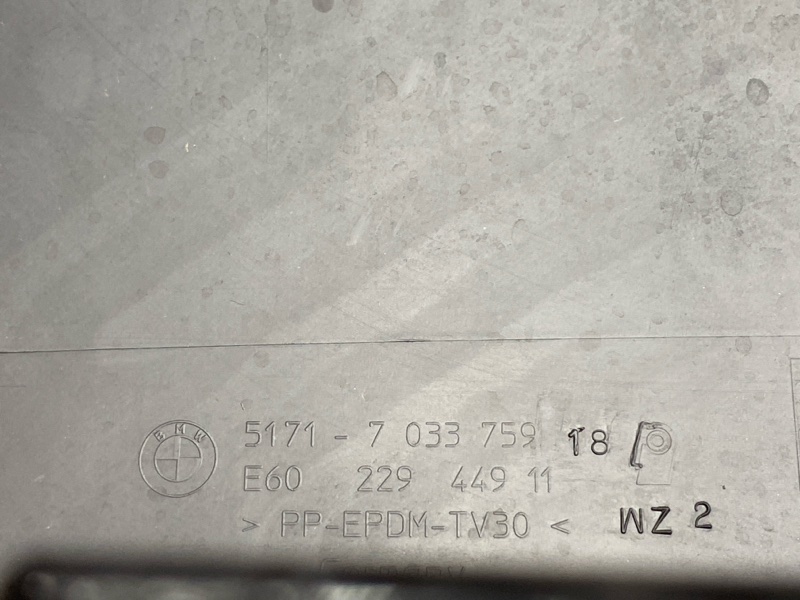 BMW
5171 - 7 033 759 18
E60 229 449 11
> PP-EPDM-TV30 < WZ 2